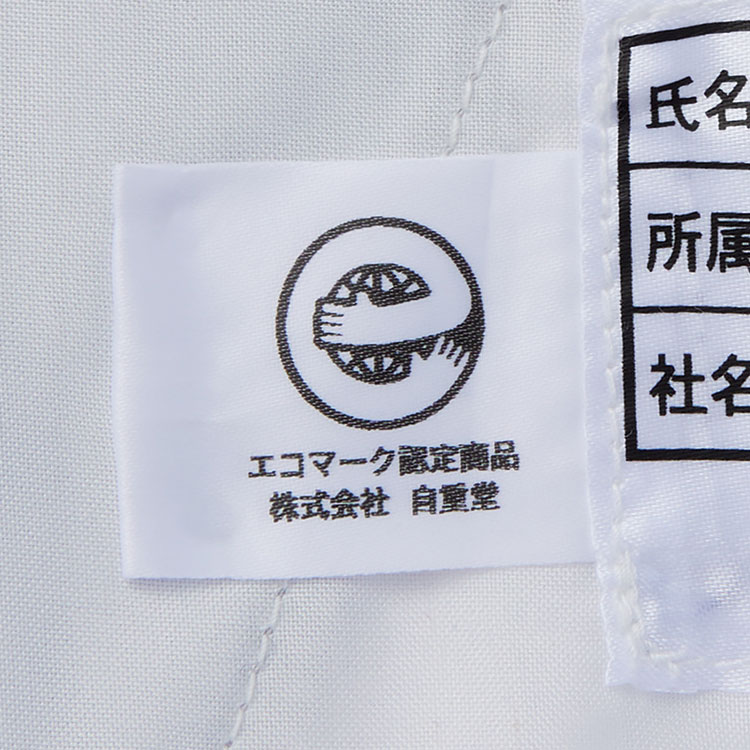 エコマーク認定商品
株式会社 自重堂
氏名
所属
社名